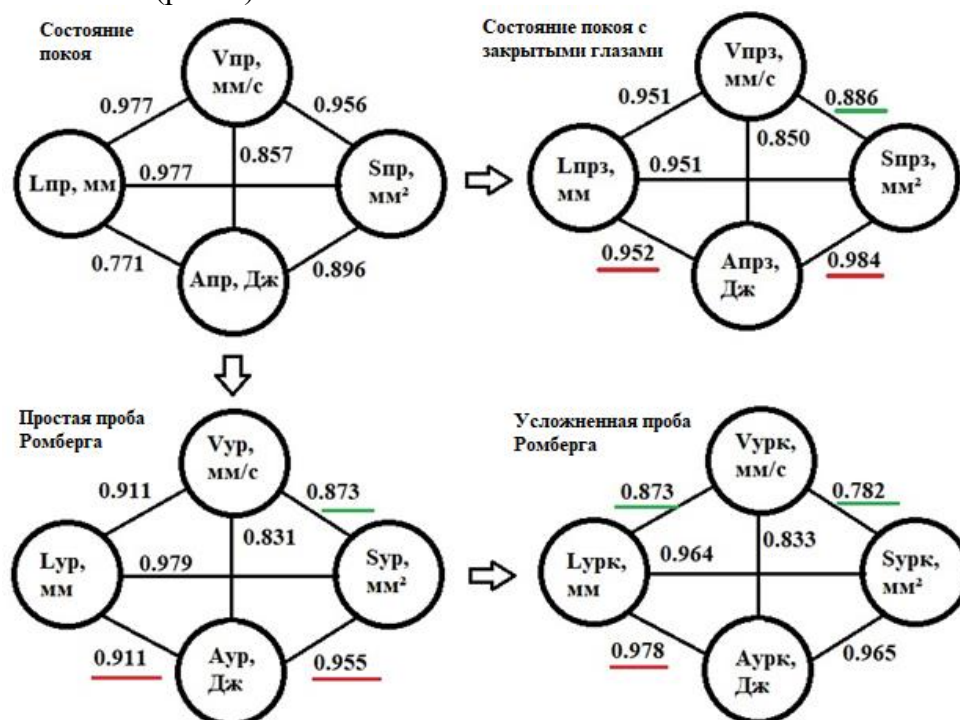 Состояние
покоя
Vпр,
мм/с
0.977
0.956
Lпр, мм
0.977
0.857
Sпр,
мм²
0.771
0.896
Апр, Дж
Состояние покоя с
закрытыми глазами
Vпрз,
мм/с
0.951
0.886
Lпрз,
мм
0.951
0.850
Sпрз,
мм²
0.952
0.984
Апрз,
Дж
Простая проба
Ромберга
Vур,
мм/с
0.911
0.873
Lур,
мм
0.979
0.831
Sур,
мм²
0.911
0.955
Аур,
Дж
Усложненная проба
Ромберга
Vурк,
мм/с
0.873
0.782
Lурк,
мм
0.964
0.833
Sурк,
мм²
0.978
0.965
Аурк,
Дж